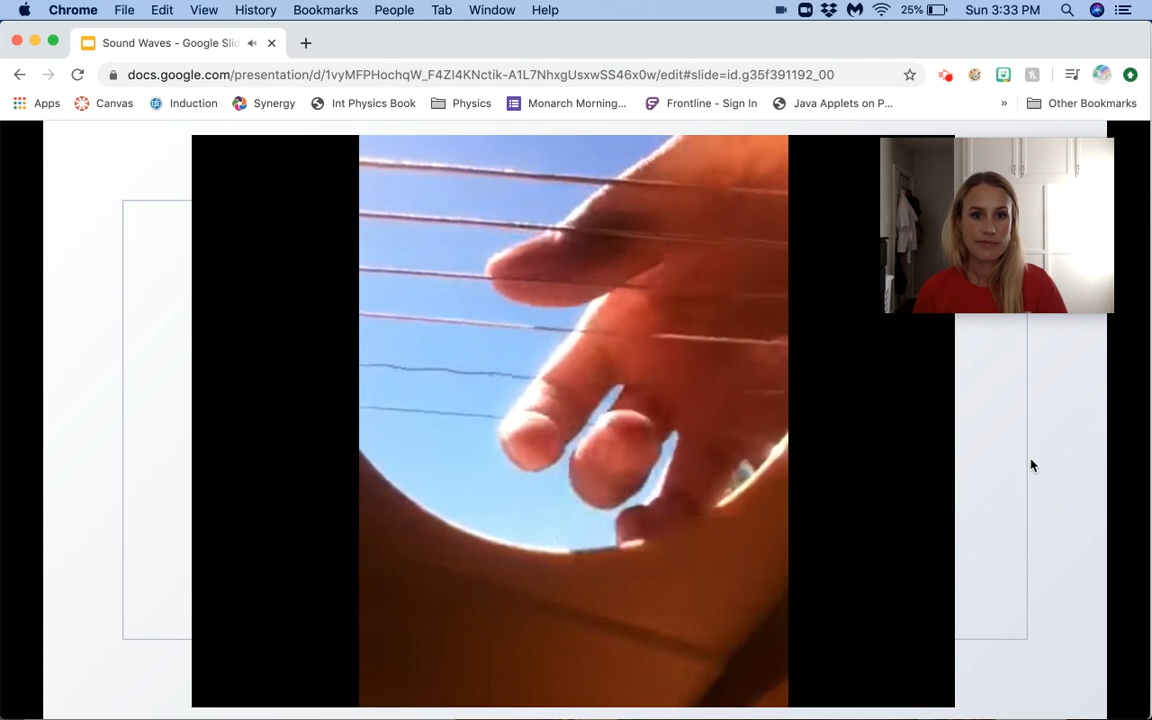 Chrome File Edit View History Bookmarks People Tab Window Help 25% Sun 3:33 PM
Sound Waves - Google Slid
docs.google.com/presentation/d/1vyMFPHochqW_F4ZI4KNctik-A1L7NhxgUsxwSS46x0w/edit#slide=id.g35f391192_00
Apps Canvas Induction Synergy Int Physics Book Physics Monarch Morning... Frontline - Sign In Java Applets on P... » Other Bookmarks